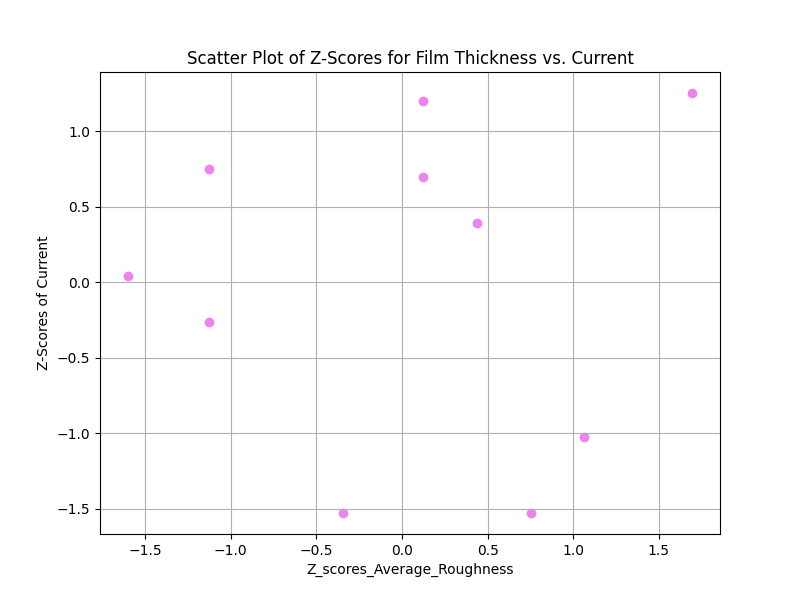 Scatter Plot of Z-Scores for Film Thickness vs. Current
1.0
0.5
0.0
−0.5
−1.0
−1.5
Z-Scores of Current
−1.5 −1.0 −0.5 0.0 0.5 1.0 1.5
Z_scores_Average_Roughness